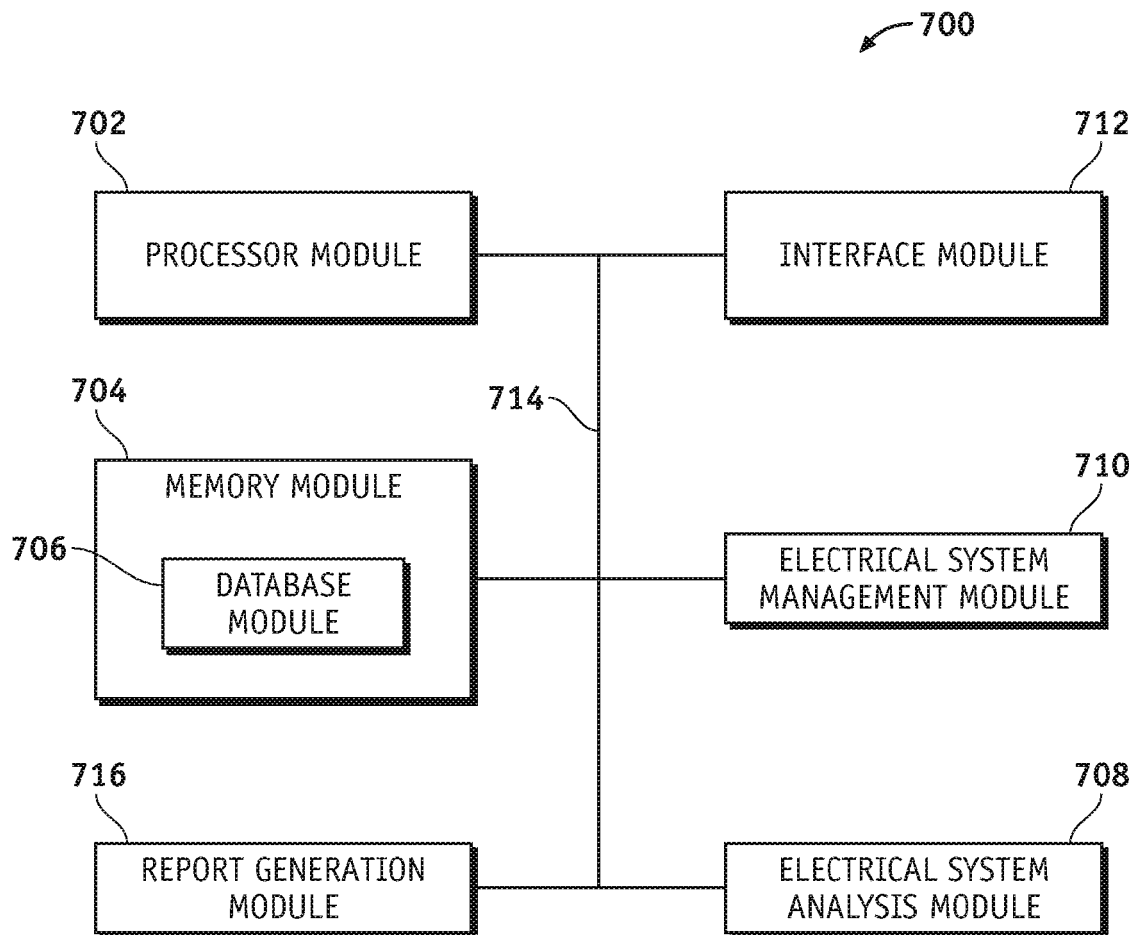 700
702
712
PROCESSOR MODULE
INTERFACE MODULE
704
714
MEMORY MODULE
710
706
DATABASE
MODULE
ELECTRICAL SYSTEM
MANAGEMENT MODULE
716
708
REPORT GENERATION
MODULE
ELECTRICAL SYSTEM
ANALYSIS MODULE